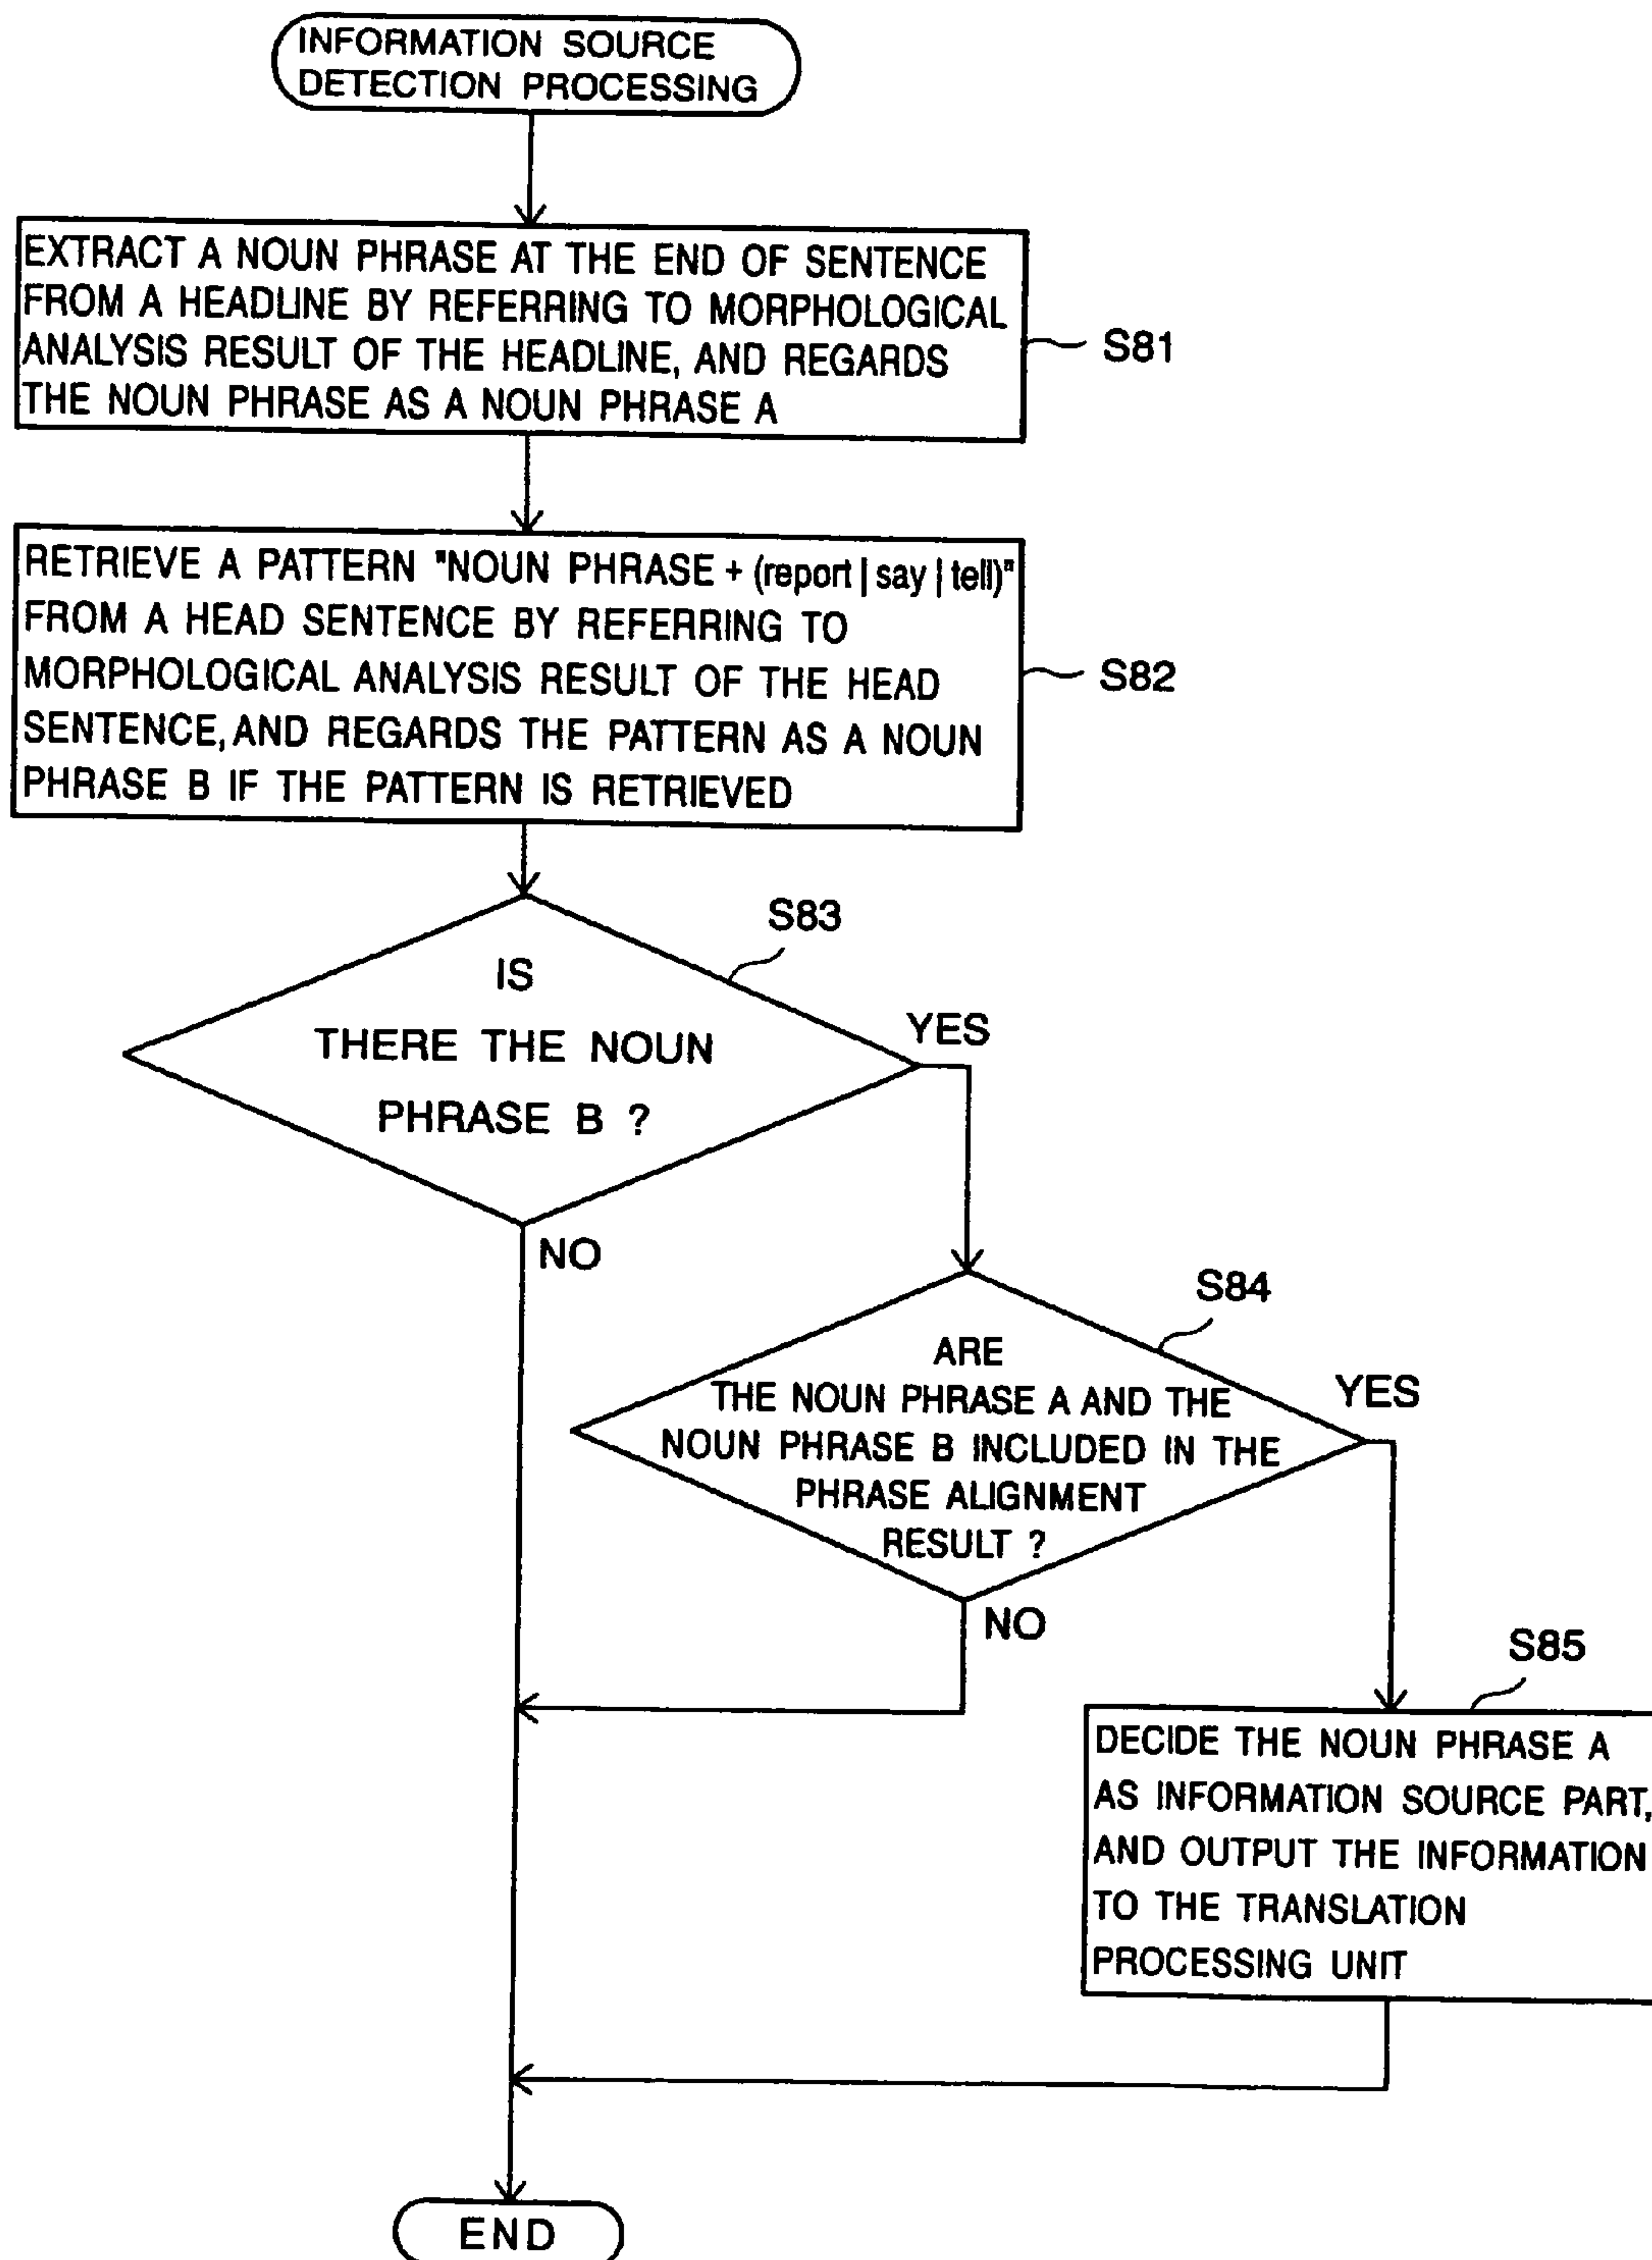 INFORMATION SOURCE
DETECTION PROCESSING
EXTRACT A NOUN PHRASE AT THE END OF SENTENCE
FROM A HEADLINE BY REFERRING TO MORPHOLOGICAL
ANALYSIS RESULT OF THE HEADLINE, AND REGARDS
THE NOUN PHRASE AS A NOUN PHRASE A
S81
RETRIEVE A PATTERN "NOUN PHRASE + (report | say | tell)"
FROM A HEAD SENTENCE BY REFERRING TO
MORPHOLOGICAL ANALYSIS RESULT OF THE HEAD
SENTENCE, AND REGARDS THE PATTERN AS A NOUN
PHRASE B IF THE PATTERN IS RETRIEVED
S82
S83
IS
THERE THE NOUN
PHRASE B ?
YES
NO
S84
ARE
THE NOUN PHRASE A AND THE
NOUN PHRASE B INCLUDED IN THE
PHRASE ALIGNMENT
RESULT ?
YES
NO
S85
DECIDE THE NOUN PHRASE A
AS INFORMATION SOURCE PART,
AND OUTPUT THE INFORMATION
TO THE TRANSLATION
PROCESSING UNIT
END